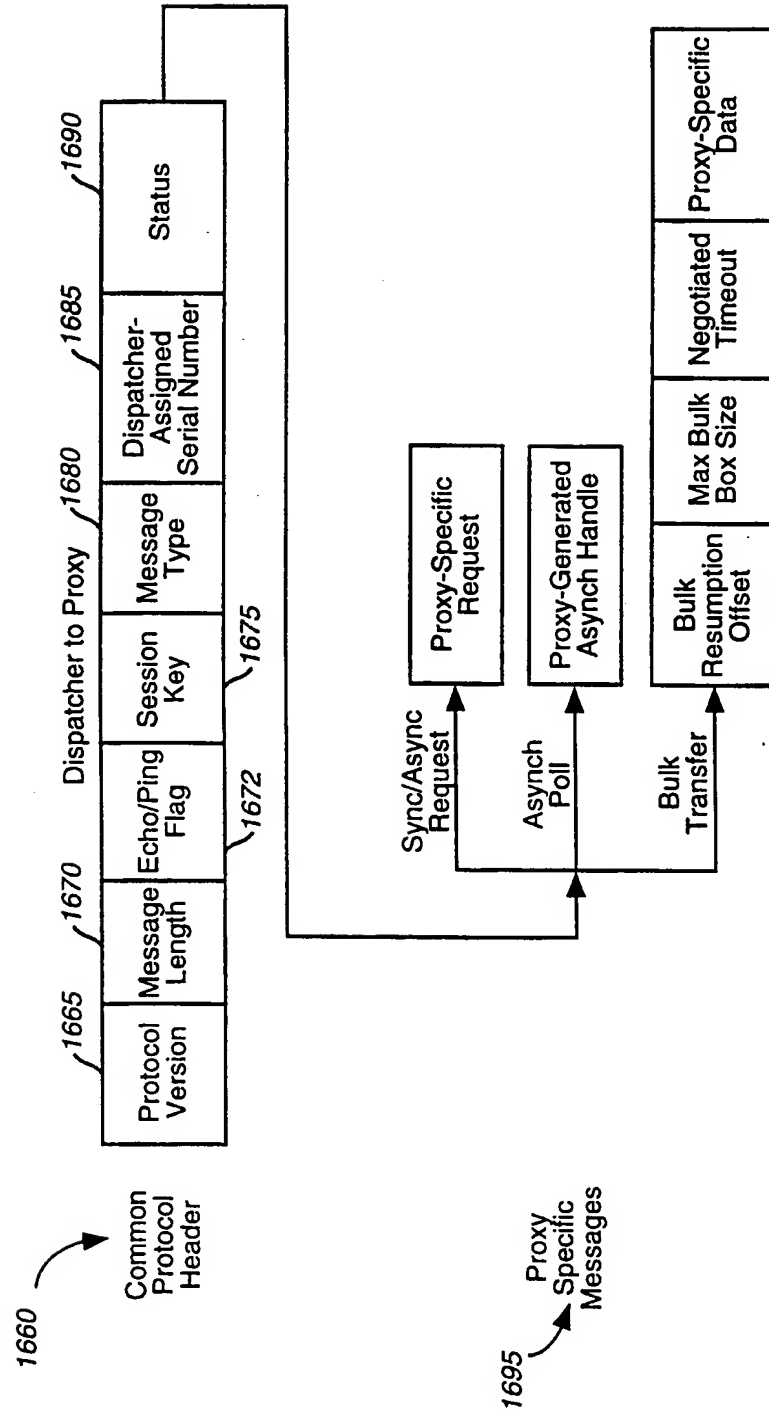 Dispatcher to Proxy
1660
Common
Protocol
Header
1665
Protocol
Version
1670
Message
Length
Echo/Ping
Flag
1672
Session
Key
1675
1680
Message
Type
1685
Dispatcher-
Assigned
Serial Number
1690
Status
1695
Proxy
Specific
Messages
Sync/Async
Request
Proxy-Specific
Request
Asynch
Poll
Proxy-Generated
Asynch Handle
Bulk
Transfer
Bulk
Resumption
Offset
Max Bulk
Box Size
Negotiated
Timeout
Proxy-Specific
Data